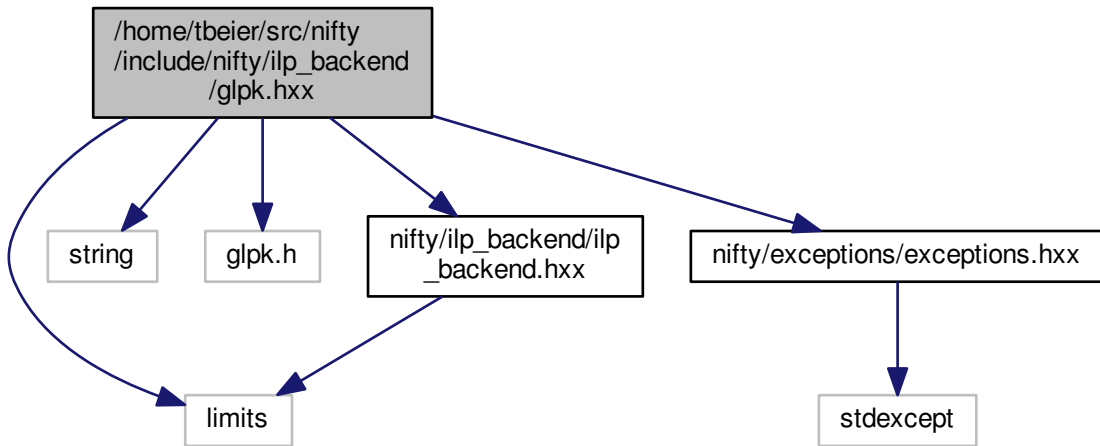 /home/tbeier/src/nifty
/include/nifty/ilp_backend
/glpk.hxx
string
glpk.h
nifty/ilp_backend/ilp
_backend.hxx
nifty/exceptions/exceptions.hxx
limits
stdexcept